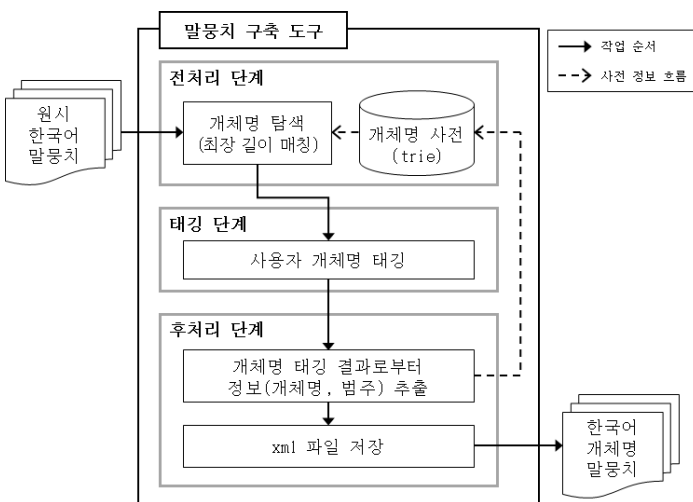 말뭉치 구축 도구
작업 순서
사전 정보 흐름
전처리 단계
원시
한국어
말뭉치
개체명 탐색
(최장 길이 매칭)
개체명 사전
(trie)
태깅 단계
사용자 개체명 태깅
후처리 단계
개체명 태깅 결과로부터
정보(개체명, 범주) 추출
xml 파일 저장
한국어
개체명
말뭉치